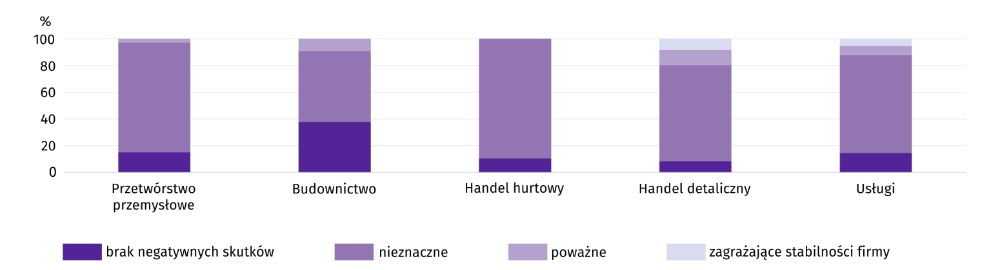 %
100
80
60
40
20
0
Przetwórstwo
przemysłowe
Budownictwo
Handel hurtowy
Handel detaliczny
Usługi
brak negatywnych skutków
nieznaczne
poważne
zagrażające stabilności firmy